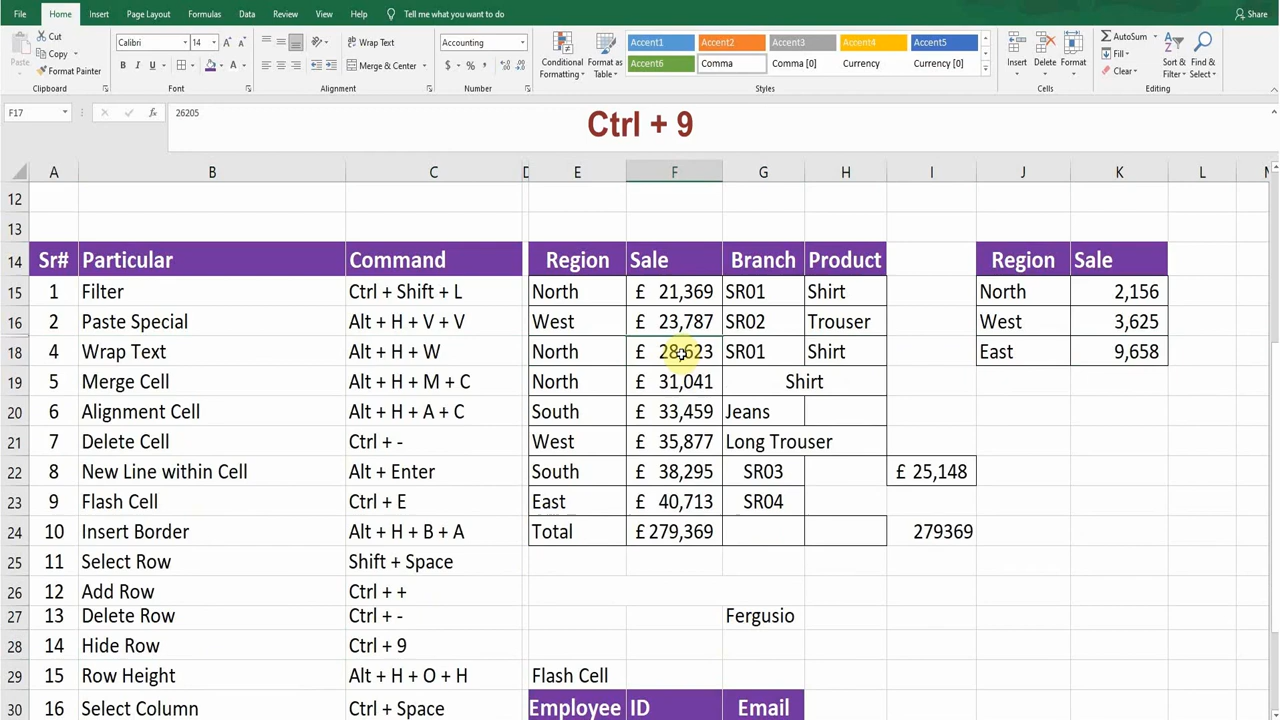 File Home Insert Page Layout Formulas Data Review View Help Tell me what you want to do Share
Paste Cut Copy Format Painter Clipboard
Calibri 14 B I U A Font
Wrap Text Merge & Center Alignment
Accounting $ % Number
Conditional Formatting Format as Table
Accent1 Accent2 Accent3 Accent4 Accent5
Accent6 Comma Comma [0] Currency Currency [0]
Styles
Insert Delete Format Cells
AutoSum Fill Clear Sort & Filter Find & Select Editing
F17 fx 26205
Ctrl + 9
A B C D E F G H I J K L
12
13
14 Sr# Particular Command Region Sale Branch Product Region Sale
15 1 Filter Ctrl + Shift + L North £ 21,369 SR01 Shirt North 2,156
16 2 Paste Special Alt + H + V + V West £ 23,787 SR02 Trouser West 3,625
18 4 Wrap Text Alt + H + W North £ 28,623 SR01 Shirt East 9,658
19 5 Merge Cell Alt + H + M + C North £ 31,041 Shirt
20 6 Alignment Cell Alt + H + A + C South £ 33,459 Jeans
21 7 Delete Cell Ctrl + - West £ 35,877 Long Trouser
22 8 New Line within Cell Alt + Enter South £ 38,295 SR03 £ 25,148
23 9 Flash Cell Ctrl + E East £ 40,713 SR04
24 10 Insert Border Alt + H + B + A Total £ 279,369 279369
25 11 Select Row Shift + Space
26 12 Add Row Ctrl + +
27 13 Delete Row Ctrl + - Fergusio
28 14 Hide Row Ctrl + 9
29 15 Row Height Alt + H + O + H Flash Cell
30 16 Select Column Ctrl + Space Employee ID Email